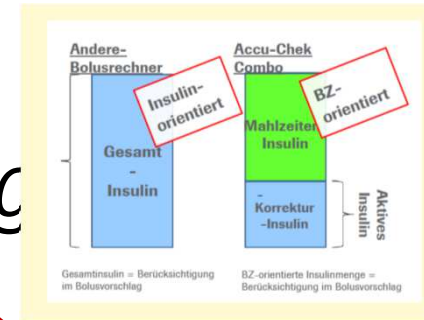 Andere-
Bolusrechner
Accu-Chek
Combo
Insulin-
orientiert
BZ-
orientiert
Gesamt
-
Insulin
Mahlzeiten
Insulin
-
Korrektur
-Insulin
Aktives
Insulin
Gesamtinsulin = Berücksichtigung
im Bolusvorschlag
BZ-orientierte Insulinmenge =
Berücksichtigung im Bolusvorschlag
g